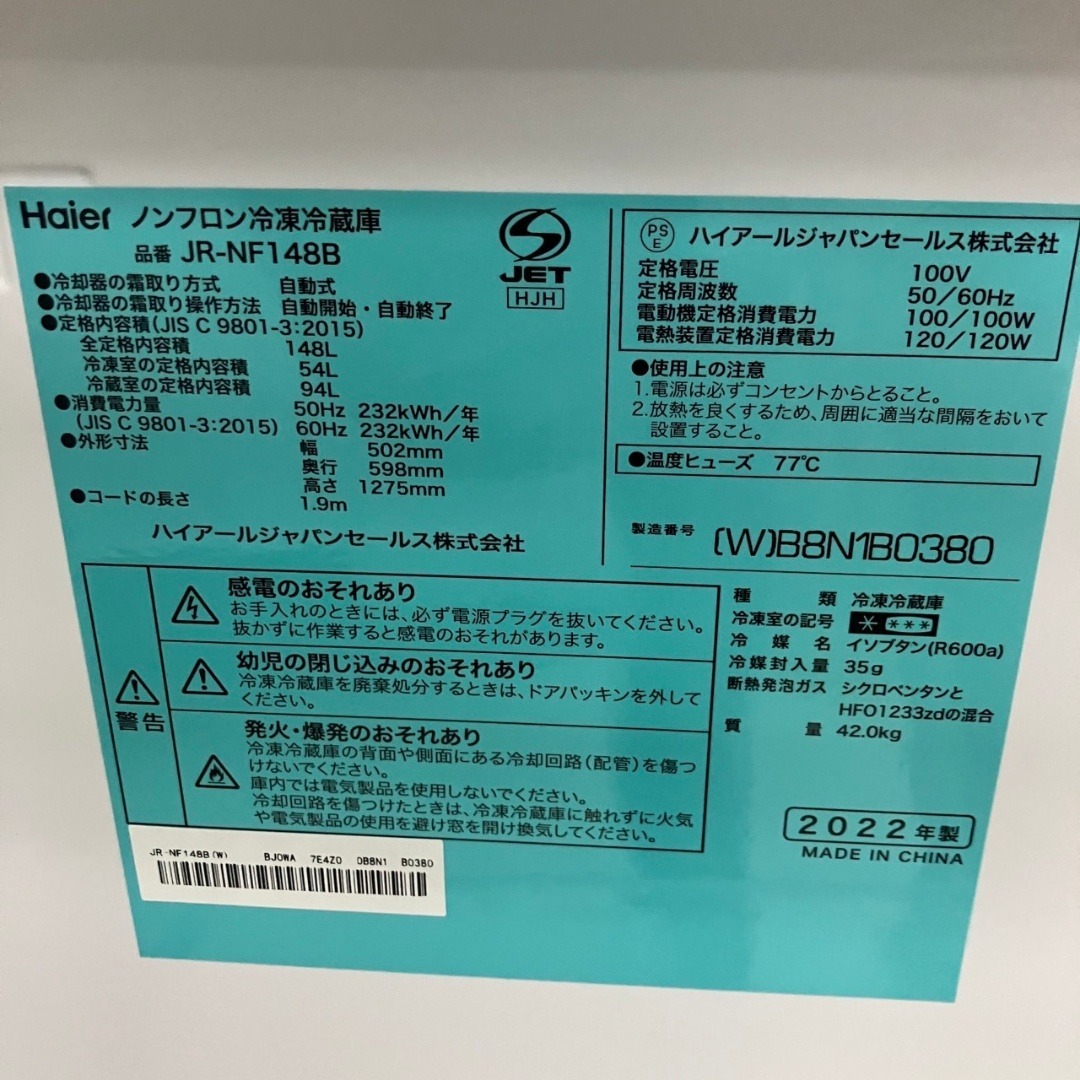 Haier ノンフロン冷凍冷蔵庫
品番 JR-NF148B
●冷却器の霜取り方式 自動式
●冷却器の霜取り操作方法 自動開始・自動終了
●定格内容積(JIS C 9801-3:2015)
全定格内容積 148L
冷凍室の定格内容積 54L
冷蔵室の定格内容積 94L
●消費電力量 50Hz 232kWh/年
(JIS C 9801-3:2015) 60Hz 232kWh/年
●外形寸法 幅 502mm
奥行 598mm
高さ 1275mm
●コードの長さ 1.9m
ハイアールジャパンセールス株式会社
JET
HJH
PS
E
ハイアールジャパンセールス株式会社
定格電圧 100V
定格周波数 50/60Hz
電動機定格消費電力 100/100W
電熱装置定格消費電力 120/120W
●使用上の注意
1.電源は必ずコンセントからとること。
2.放熱を良くするため、周囲に適当な間隔をおいて
設置すること。
●温度ヒューズ 77℃
製造番号 (W)B8N1B0380
警告
感電のおそれあり
お手入れのときには、必ず電源プラグを抜いてください。
抜かずに作業すると感電のおそれがあります。
幼児の閉じ込みのおそれあり
冷凍冷蔵庫を廃棄処分するときは、ドアパッキンを外して
ください。
発火・爆発のおそれあり
冷凍冷蔵庫の背面や側面にある冷却回路(配管)を傷つ
けないでください。
庫内では電気製品を使用しないでください。
冷却回路を傷つけたときは、冷凍冷蔵庫に触れずに火気
や電気製品の使用を避け窓を開け換気してください。
種類 冷凍冷蔵庫
冷凍室の記号 * ***
冷媒名 イソブタン(R600a)
冷媒封入量 35g
断熱発泡ガス シクロペンタンと
HFO1233zdの混合
質量 42.0kg
2022年製
MADE IN CHINA
JR-NF148B(W) BJ0WA 7E4Z0 0B8N1 B0380